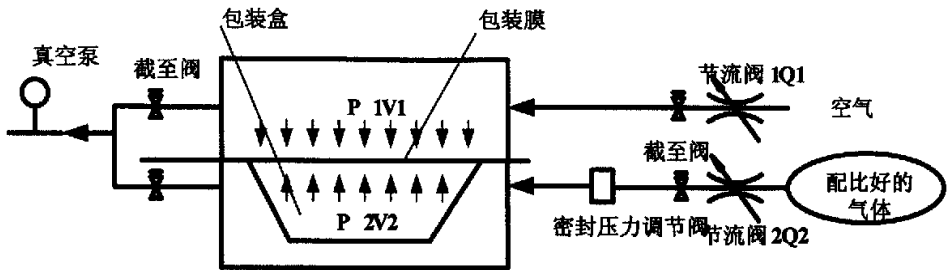 包装盒
包装膜
真空泵
截至阀
节流阀 1Q1
P 1V1
空气
截至阀
配比好的
气体
P 2V2
密封压力调节阀
节流阀 2Q2